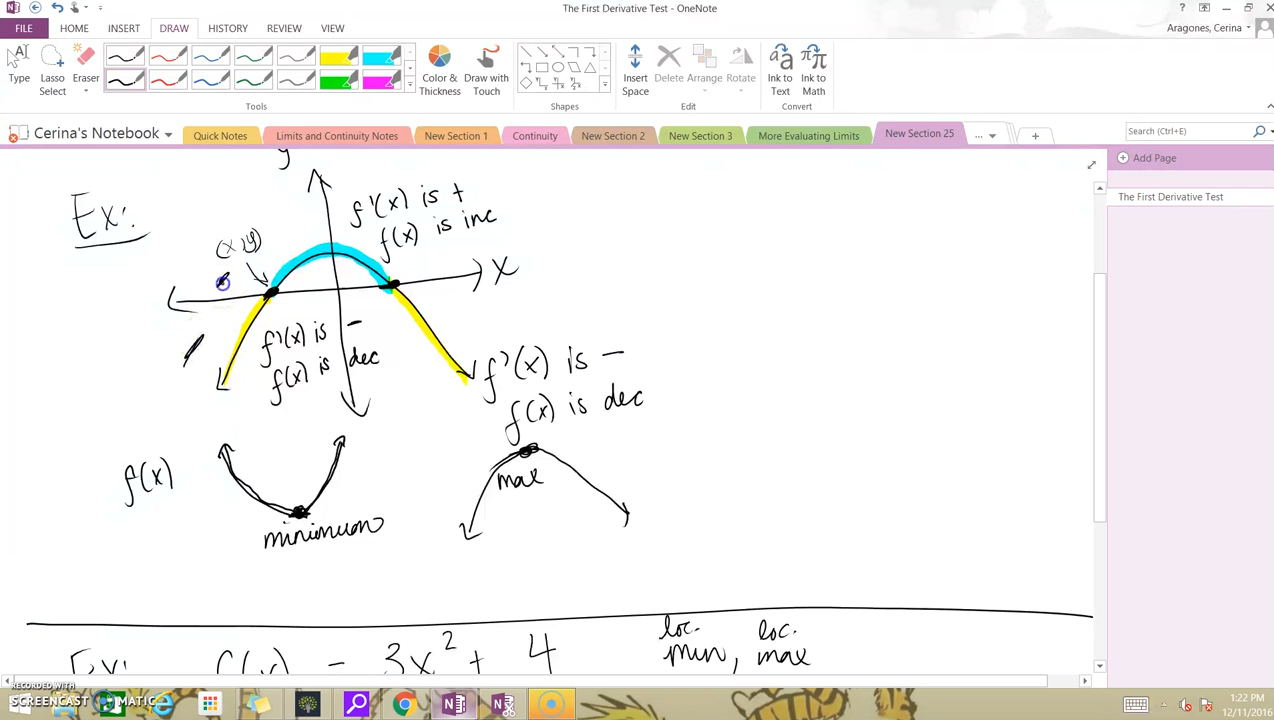 The First Derivative Test - OneNote
FILE HOME INSERT DRAW HISTORY REVIEW VIEW
Aragones, Cerina
Type
Lasso Select
Eraser
Color & Thickness
Draw with Touch
Insert Space
Delete
Arrange
Rotate
Ink to Text
Ink to Math
Tools
Shapes
Edit
Convert
Cerina's Notebook
Quick Notes
Limits and Continuity Notes
New Section 1
Continuity
New Section 2
New Section 3
More Evaluating Limits
New Section 25
Search (Ctrl+E)
Add Page
The First Derivative Test
y
Ex:
f'(x) is +
f(x) is inc
(x,y)
X
f'(x) is -
f(x) is dec
f'(x) is -
f(x) is dec
f(x)
minimum
max
loc. min, loc. max
Ex: f(x) = 3x² + 4
RECORDED WITH
SCREENCAST MATIC
1:22 PM
12/11/2016